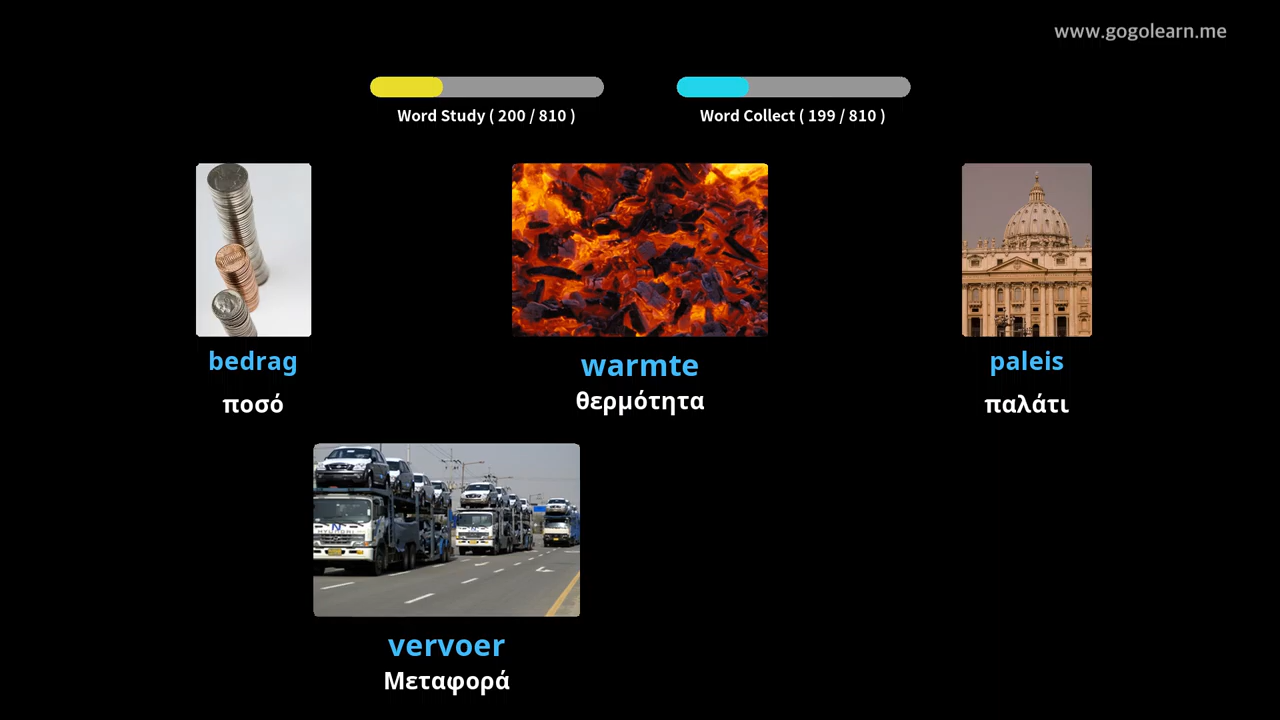 www.gogolearn.me
Word Study ( 200 / 810 )
Word Collect ( 199 / 810 )
bedrag
ποσό
warmte
θερμότητα
paleis
παλάτι
vervoer
Μεταφορά